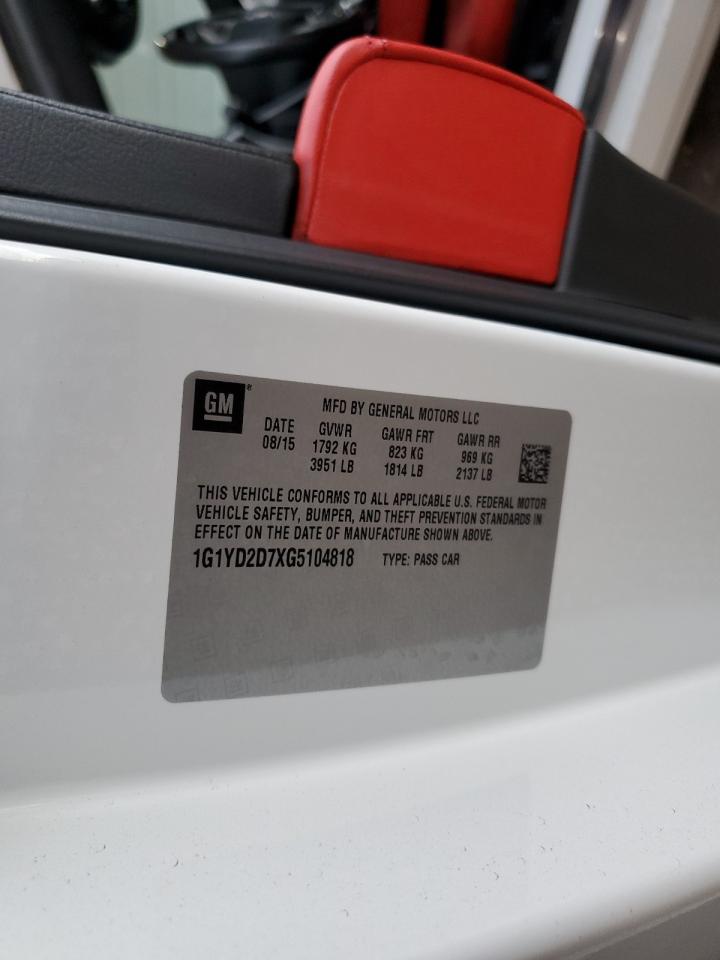 GM
MFD BY GENERAL MOTORS LLC
DATE GVWR GAWR FRT GAWR RR
08/15 1792 KG 823 KG 969 KG
3951 LB 1814 LB 2137 LB
THIS VEHICLE CONFORMS TO ALL APPLICABLE U.S. FEDERAL MOTOR
VEHICLE SAFETY, BUMPER, AND THEFT PREVENTION STANDARDS IN
EFFECT ON THE DATE OF MANUFACTURE SHOWN ABOVE.
1G1YD2D7XG5104818 TYPE: PASS CAR